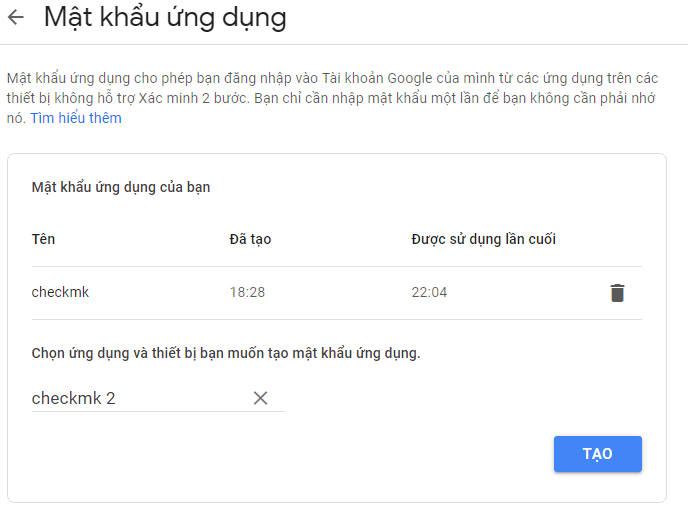 Mật khẩu ứng dụng
Mật khẩu ứng dụng cho phép bạn đăng nhập vào Tài khoản Google của mình từ các ứng dụng trên các
thiết bị không hỗ trợ Xác minh 2 bước. Bạn chỉ cần nhập mật khẩu một lần để bạn không cần phải nhớ
nó. Tìm hiểu thêm
Mật khẩu ứng dụng của bạn
Tên Đã tạo Được sử dụng lần cuối
checkmk 18:28 22:04
Chọn ứng dụng và thiết bị bạn muốn tạo mật khẩu ứng dụng.
checkmk 2
TẠO